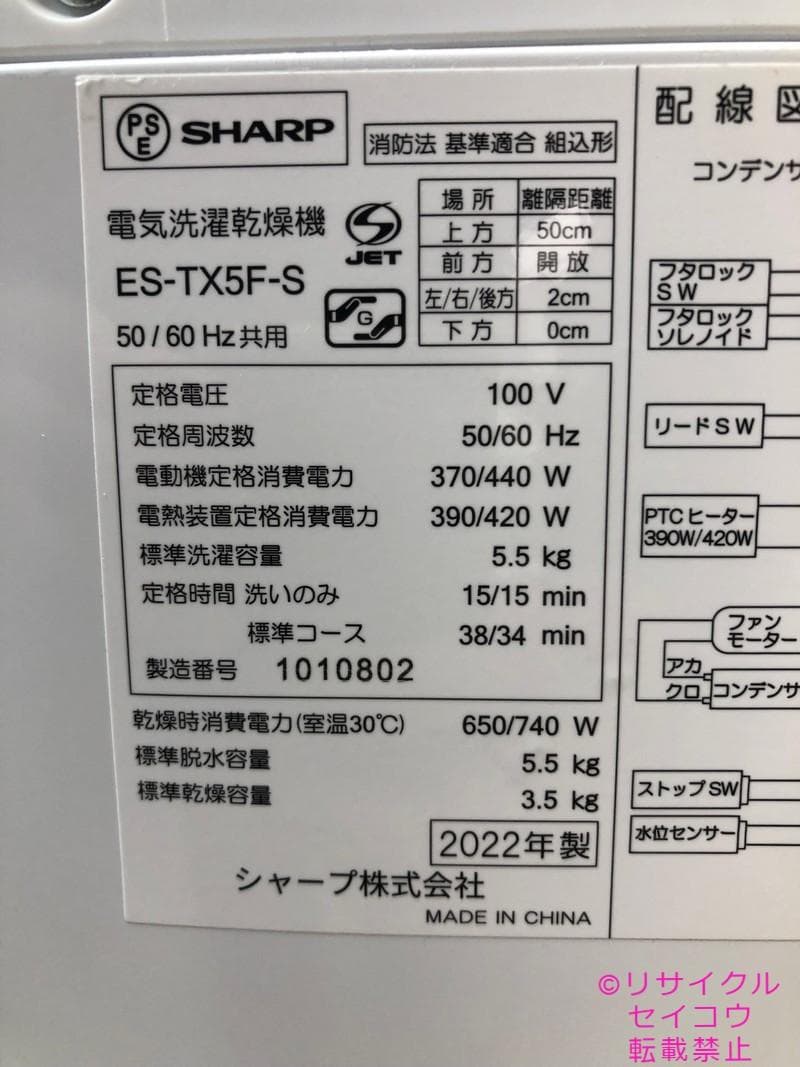 PSE SHARP
消防法 基準適合 組込形
電気洗濯乾燥機
JET
ES-TX5F-S
G
50/60 Hz共用
場所 離隔距離
上方 50cm
前方 開放
左/右/後方 2cm
下方 0cm
定格電圧 100 V
定格周波数 50/60 Hz
電動機定格消費電力 370/440 W
電熱装置定格消費電力 390/420 W
標準洗濯容量 5.5 kg
定格時間 洗いのみ 15/15 min
標準コース 38/34 min
製造番号 1010802
乾燥時消費電力(室温30℃) 650/740 W
標準脱水容量 5.5 kg
標準乾燥容量 3.5 kg
2022年製
シャープ株式会社
MADE IN CHINA
配線図
コンデンサ
フタロック
SW
フタロック
ソレノイド
リードSW
PTCヒーター
390W/420W
ファン
モーター
アカ
クロ
コンデンサ
ストップSW
水位センサー
©リサイクル
セイコウ
転載禁止